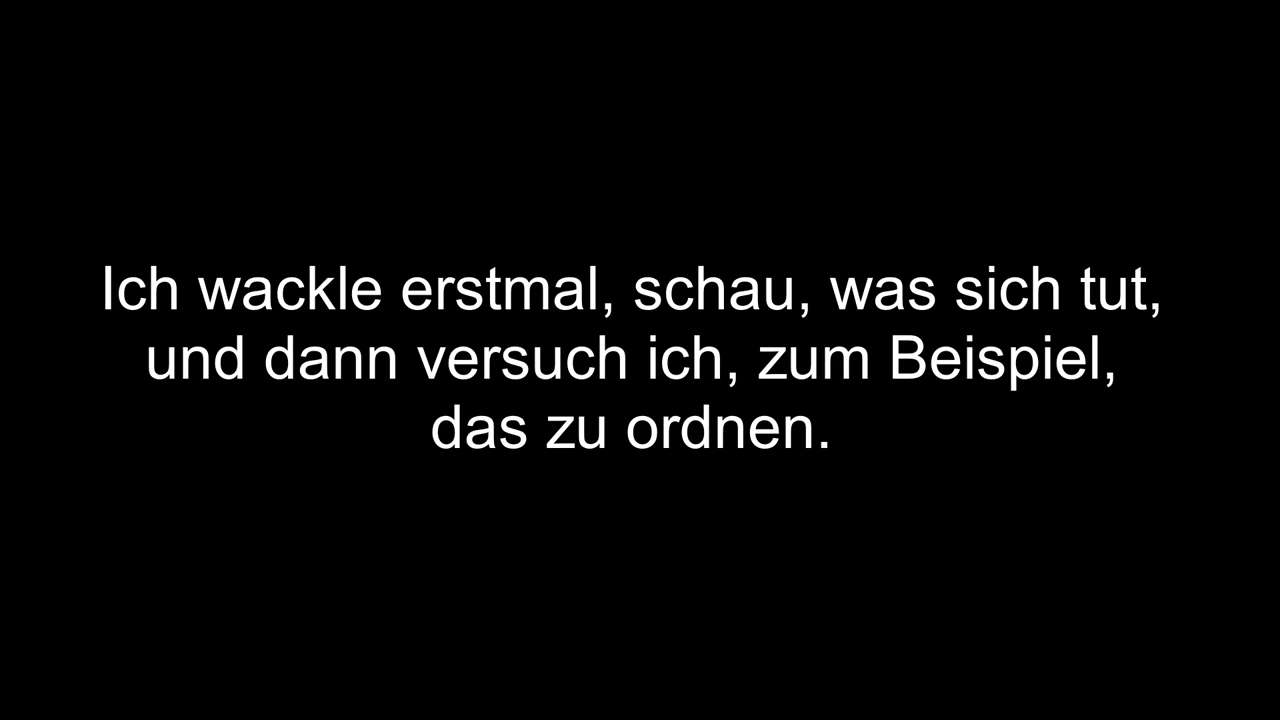 Ich wackle erstmal, schau, was sich tut,
und dann versuch ich, zum Beispiel,
das zu ordnen.